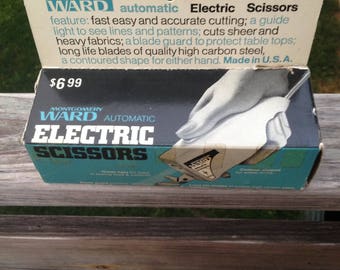 WARD automatic Electric Scissors
feature: fast easy and accurate cutting; a guide
light to see lines and patterns; cuts sheer and
heavy fabrics; a blade guard to protect table tops;
long life blades of quality high carbon steel,
a contoured shape for either hand. Made in U.S.A.
$6.99
MONTGOMERY
WARD AUTOMATIC
ELECTRIC
SCISSORS